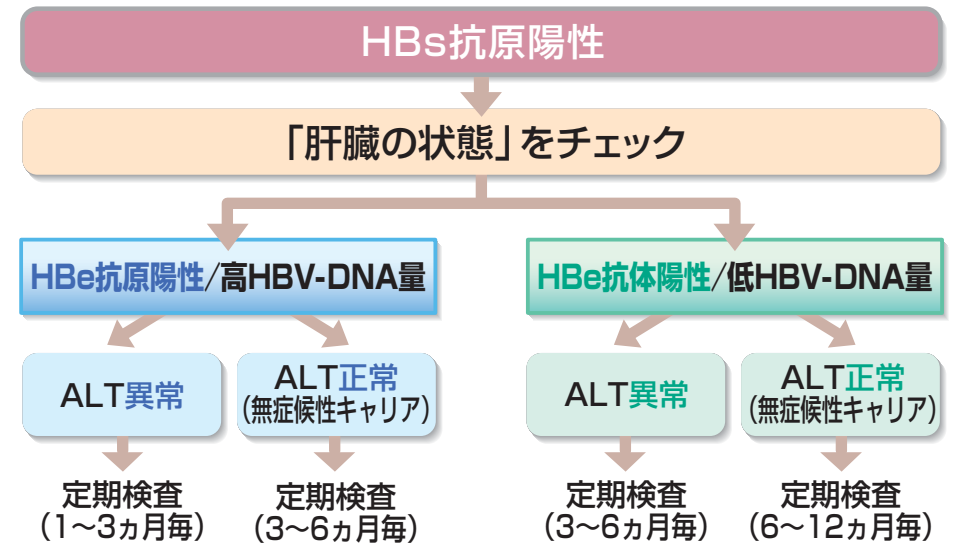 HBs抗原陽性
「肝臓の状態」をチェック
HBe抗原陽性/高HBV-DNA量
HBe抗体陽性/低HBV-DNA量
ALT異常
ALT正常
(無症候性キャリア)
ALT異常
ALT正常
(無症候性キャリア)
定期検査
(1〜3ヵ月毎)
定期検査
(3〜6ヵ月毎)
定期検査
(3〜6ヵ月毎)
定期検査
(6〜12ヵ月毎)